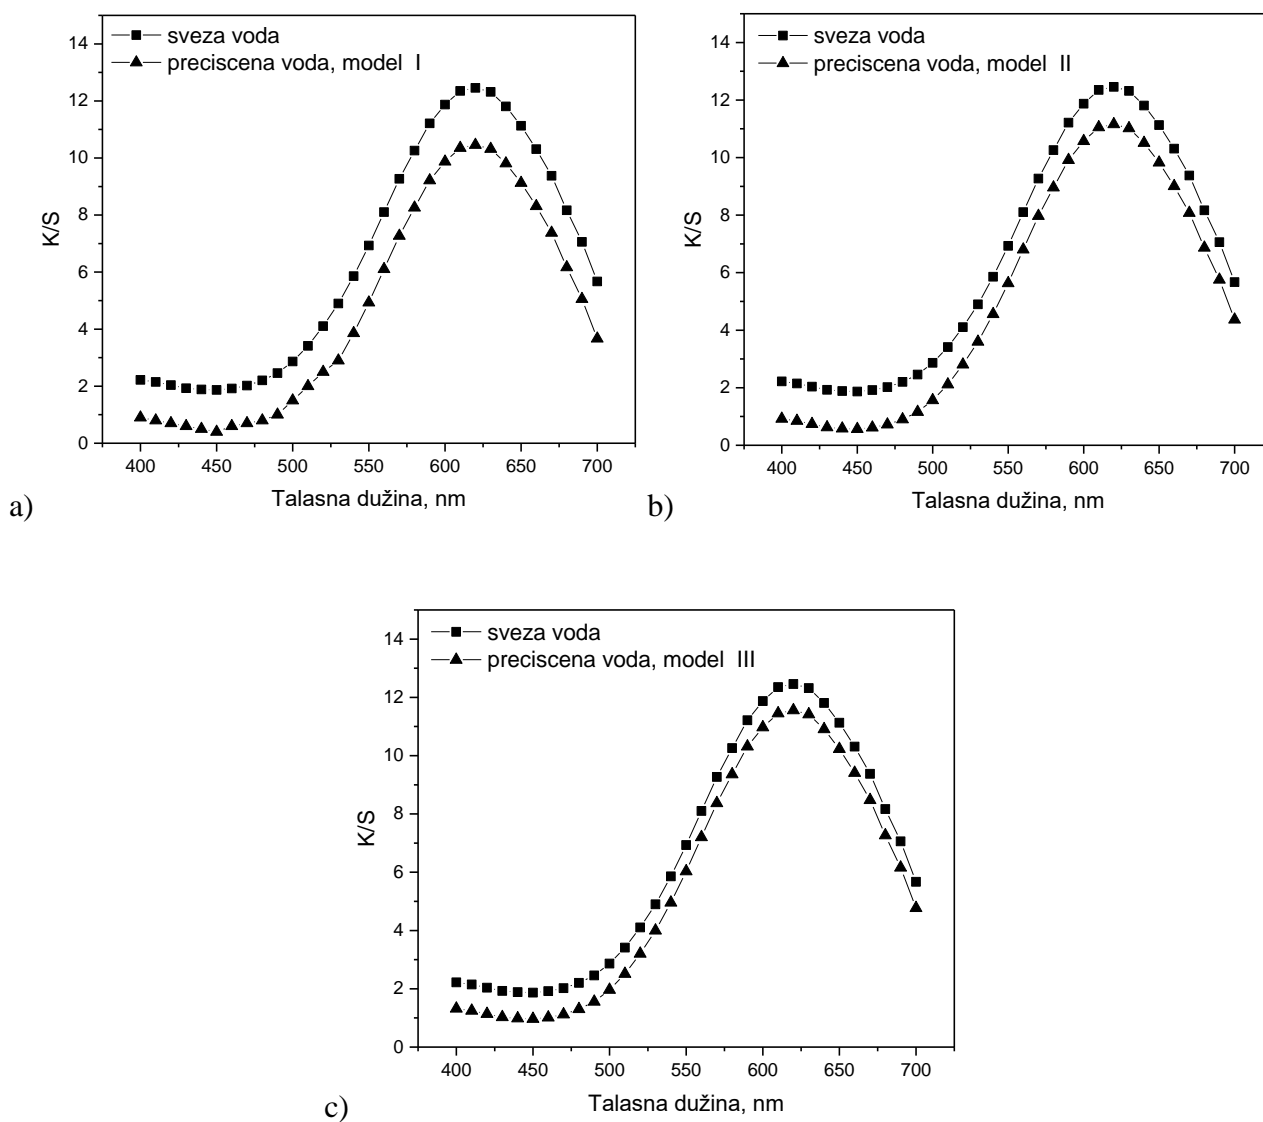 sveza voda
preciscena voda, model I
14
12
10
8
6
4
2
0
K/S
400 450 500 550 600 650 700
Talasna dužina, nm
a)
sveza voda
preciscena voda, model II
14
12
10
8
6
4
2
0
K/S
400 450 500 550 600 650 700
Talasna dužina, nm
b)
sveza voda
preciscena voda, model III
14
12
10
8
6
4
2
0
K/S
400 450 500 550 600 650 700
Talasna dužina, nm
c)